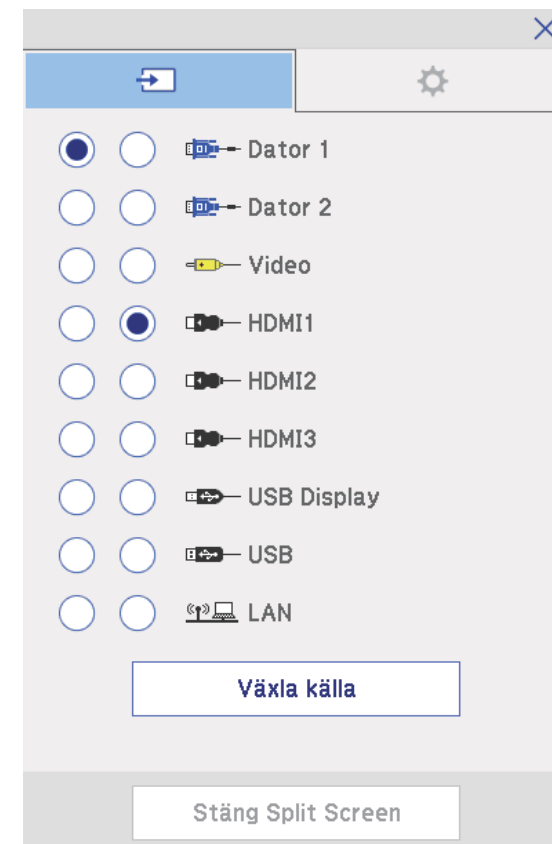 Dator 1
Dator 2
Video
HDMI1
HDMI2
HDMI3
USB Display
USB
LAN
Växla källa
Stäng Split Screen